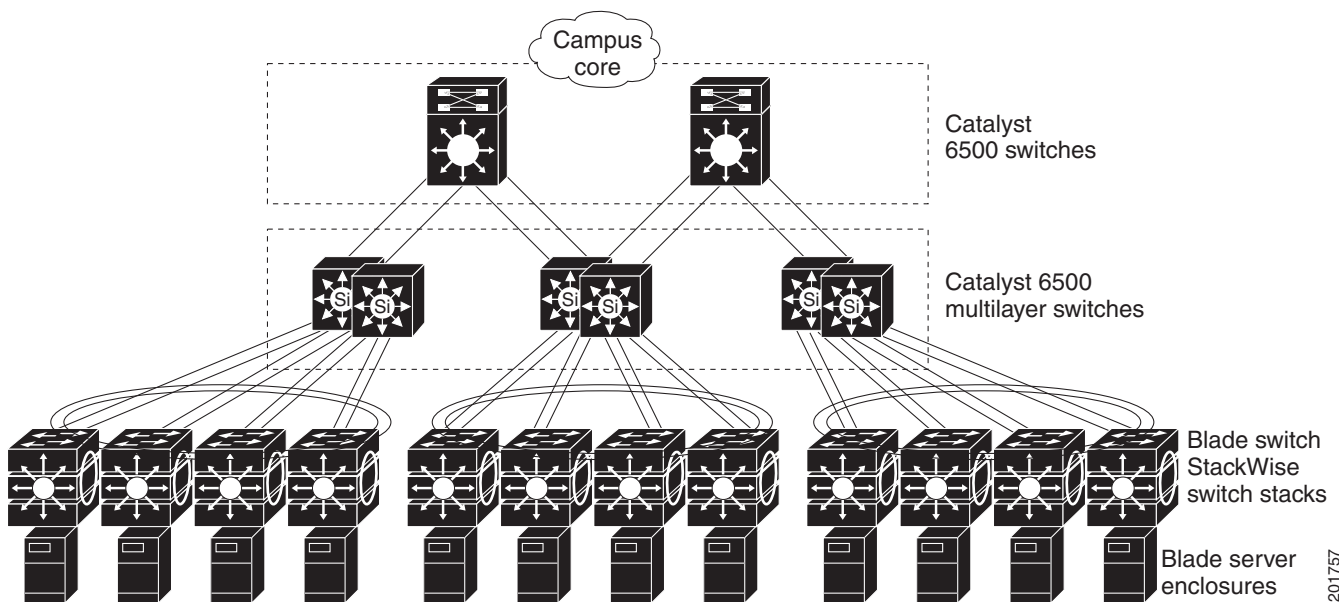 Campus
core
Catalyst
6500 switches
Si
Si
Si
Si
Si
Si
Catalyst 6500
multilayer switches
Blade switch
StackWise
switch stacks
Blade server
enclosures
201757